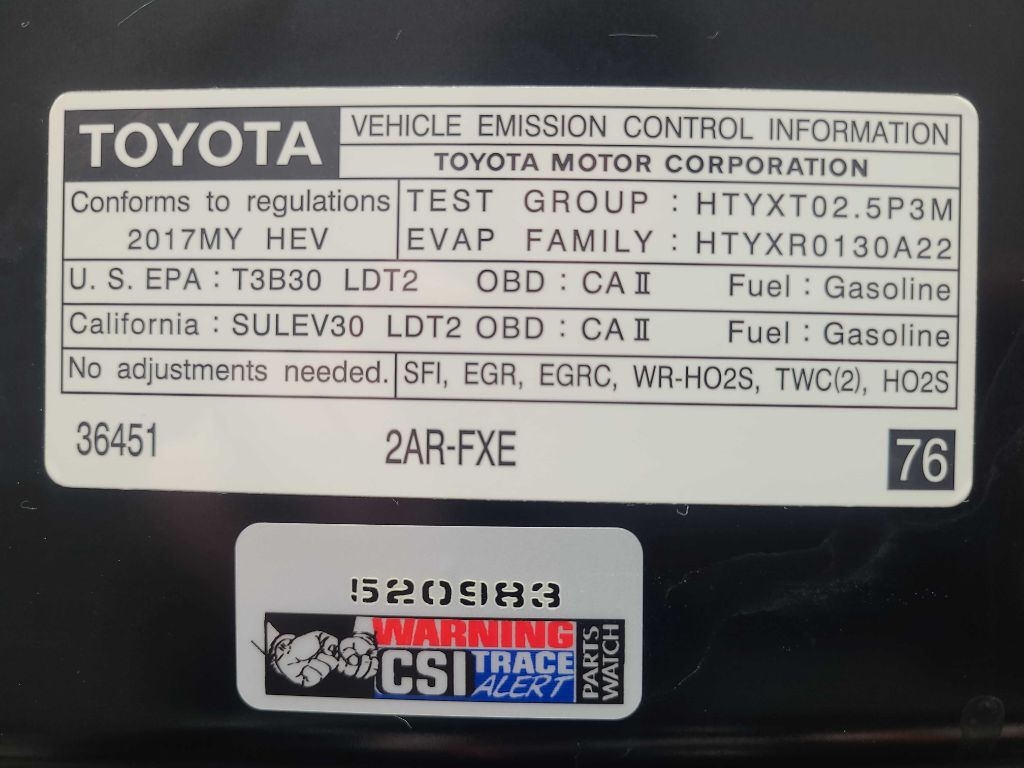 TOYOTA
VEHICLE EMISSION CONTROL INFORMATION
TOYOTA MOTOR CORPORATION
Conforms to regulations
2017MY HEV
TEST GROUP : HTYXT02.5P3M
EVAP FAMILY : HTYXR0130A22
U. S. EPA : T3B30 LDT2 OBD : CA II Fuel : Gasoline
California : SULEV30 LDT2 OBD : CA II Fuel : Gasoline
No adjustments needed. SFI, EGR, EGRC, WR-HO2S, TWC(2), HO2S
36451 2AR-FXE 76
520983
WARNING
CSI TRACE
ALERT
PARTS
WATCH